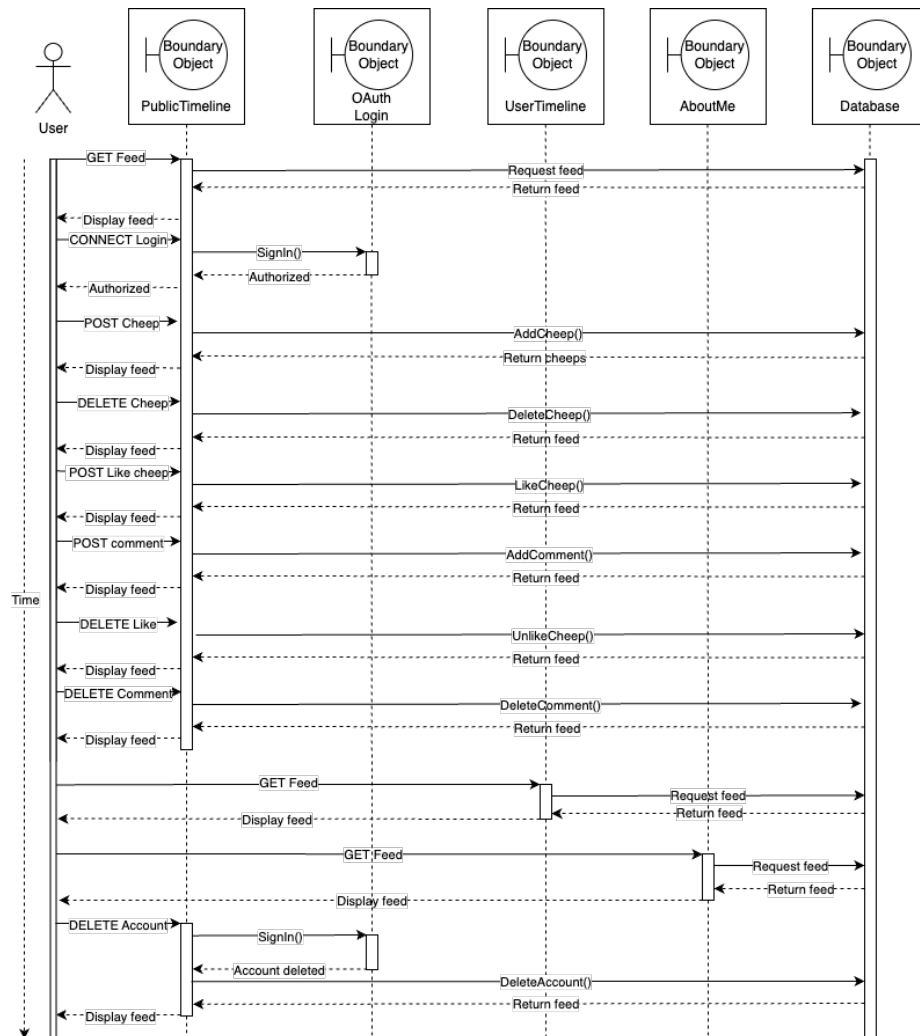 Boundary
Object
PublicTimeline
Boundary
Object
OAuth
Login
Boundary
Object
UserTimeline
Boundary
Object
AboutMe
Boundary
Object
Database
User
GET Feed
Request feed
Return feed
Display feed
CONNECT Login
SignIn()
Authorized
Authorized
POST Cheep
AddCheep()
Return cheeps
Display feed
DELETE Cheep
DeleteCheep()
Return feed
Display feed
POST Like cheep
LikeCheep()
Return feed
Display feed
POST comment
AddComment()
Return feed
Display feed
Time
DELETE Like
UnlikeCheep()
Return feed
Display feed
DELETE Comment
DeleteComment()
Return feed
Display feed
GET Feed
Request feed
Return feed
Display feed
GET Feed
Request feed
Return feed
Display feed
DELETE Account
SignIn()
Account deleted
DeleteAccount()
Return feed
Display feed